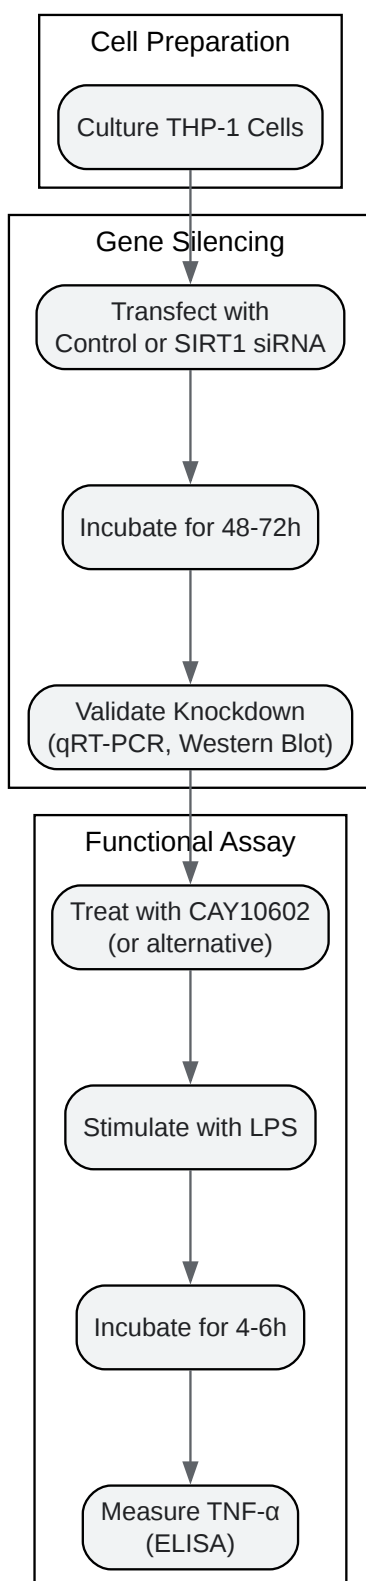 Cell Preparation
Culture THP-1 Cells
Gene Silencing
Transfect with
Control or SIRT1 siRNA
Incubate for 48-72h
Validate Knockdown
(qRT-PCR, Western Blot)
Functional Assay
Treat with CAY10602
(or alternative)
Stimulate with LPS
Incubate for 4-6h
Measure TNF-α
(ELISA)